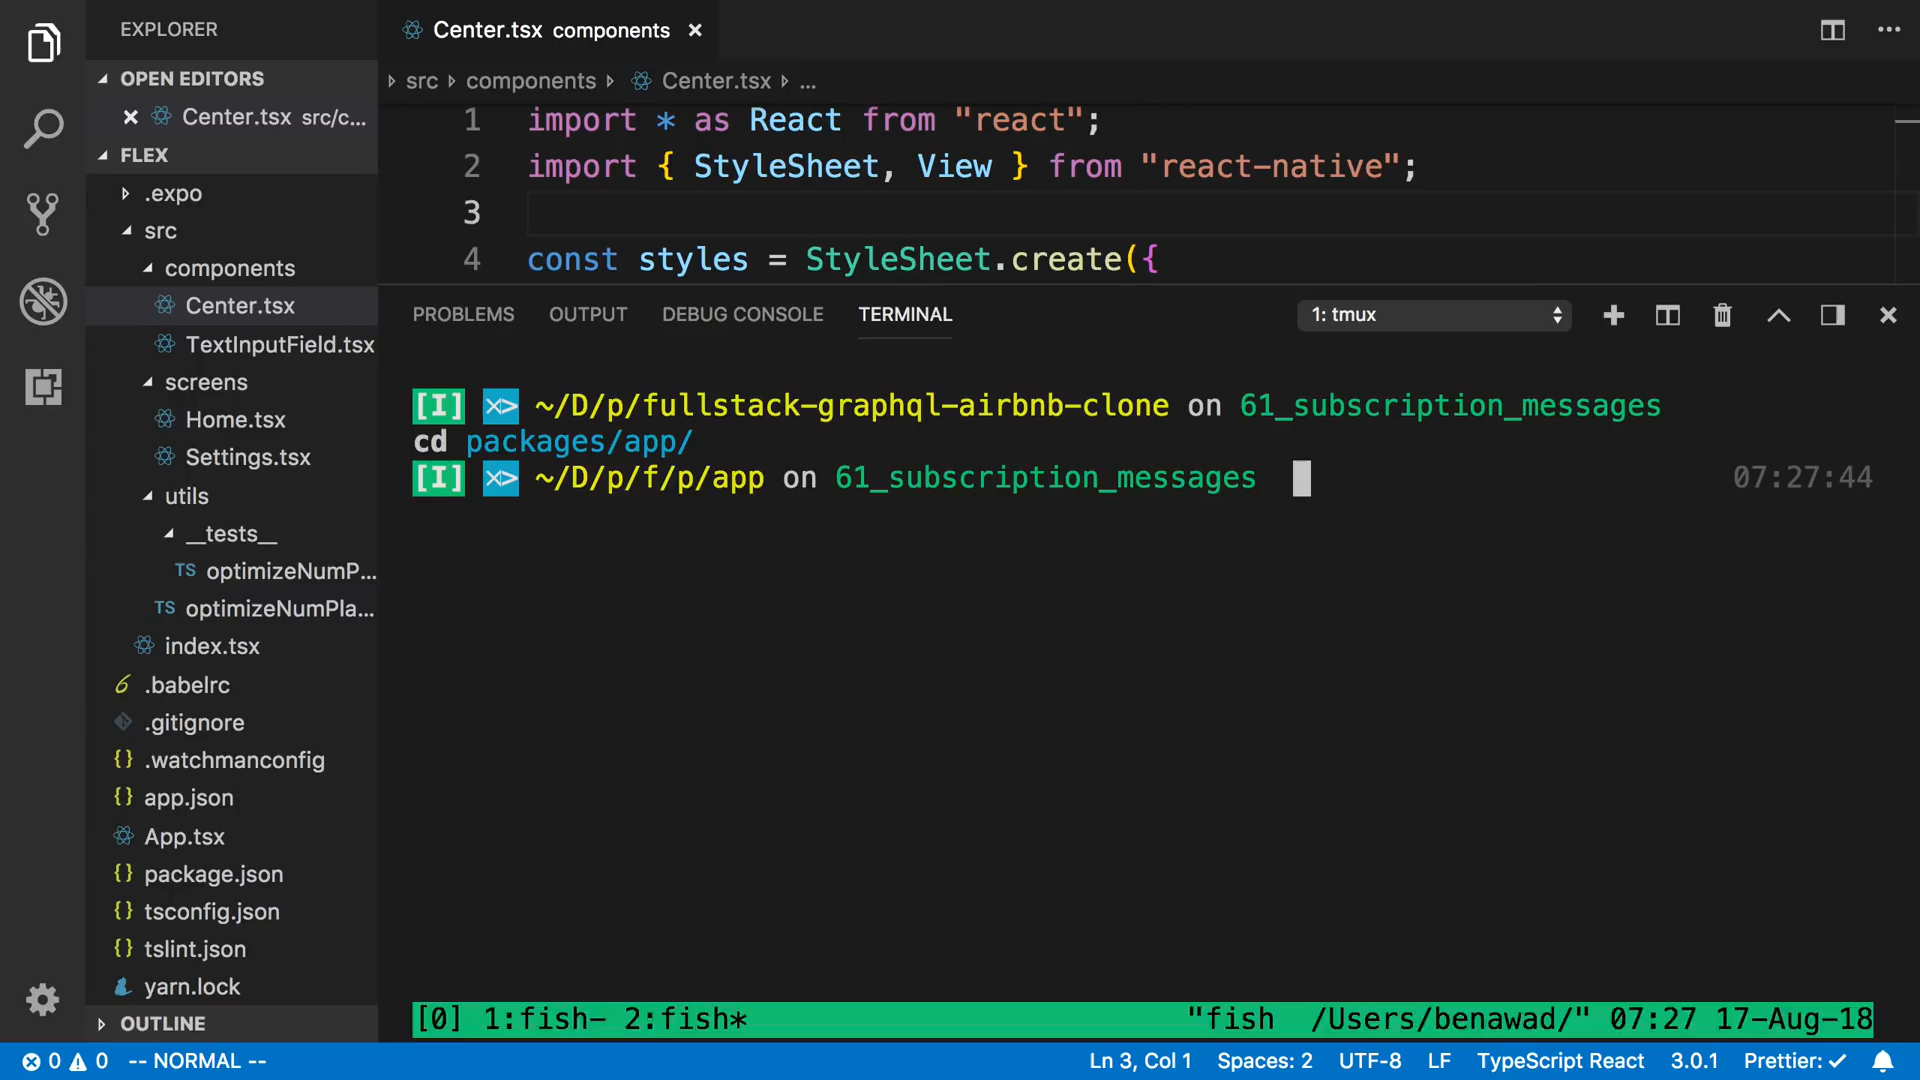 EXPLORER
OPEN EDITORS
Center.tsx src/c...
FLEX
.expo
src
components
Center.tsx
TextInputField.tsx
screens
Home.tsx
Settings.tsx
utils
__tests__
TS optimizeNumP...
TS optimizeNumPla...
index.tsx
.babelrc
.gitignore
{} .watchmanconfig
{} app.json
App.tsx
{} package.json
{} tsconfig.json
{} tslint.json
yarn.lock
OUTLINE
Center.tsx components
src components Center.tsx ...
1 import * as React from "react";
2 import { StyleSheet, View } from "react-native";
3
4 const styles = StyleSheet.create({
PROBLEMS OUTPUT DEBUG CONSOLE TERMINAL 1: tmux
[I] ⋊> ~/D/p/fullstack-graphql-airbnb-clone on 61_subscription_messages
cd packages/app/
[I] ⋊> ~/D/p/f/p/app on 61_subscription_messages 07:27:44
[0] 1:fish- 2:fish* "fish /Users/benawad/" 07:27 17-Aug-18
0 0 -- NORMAL -- Ln 3, Col 1 Spaces: 2 UTF-8 LF TypeScript React 3.0.1 Prettier: ✓